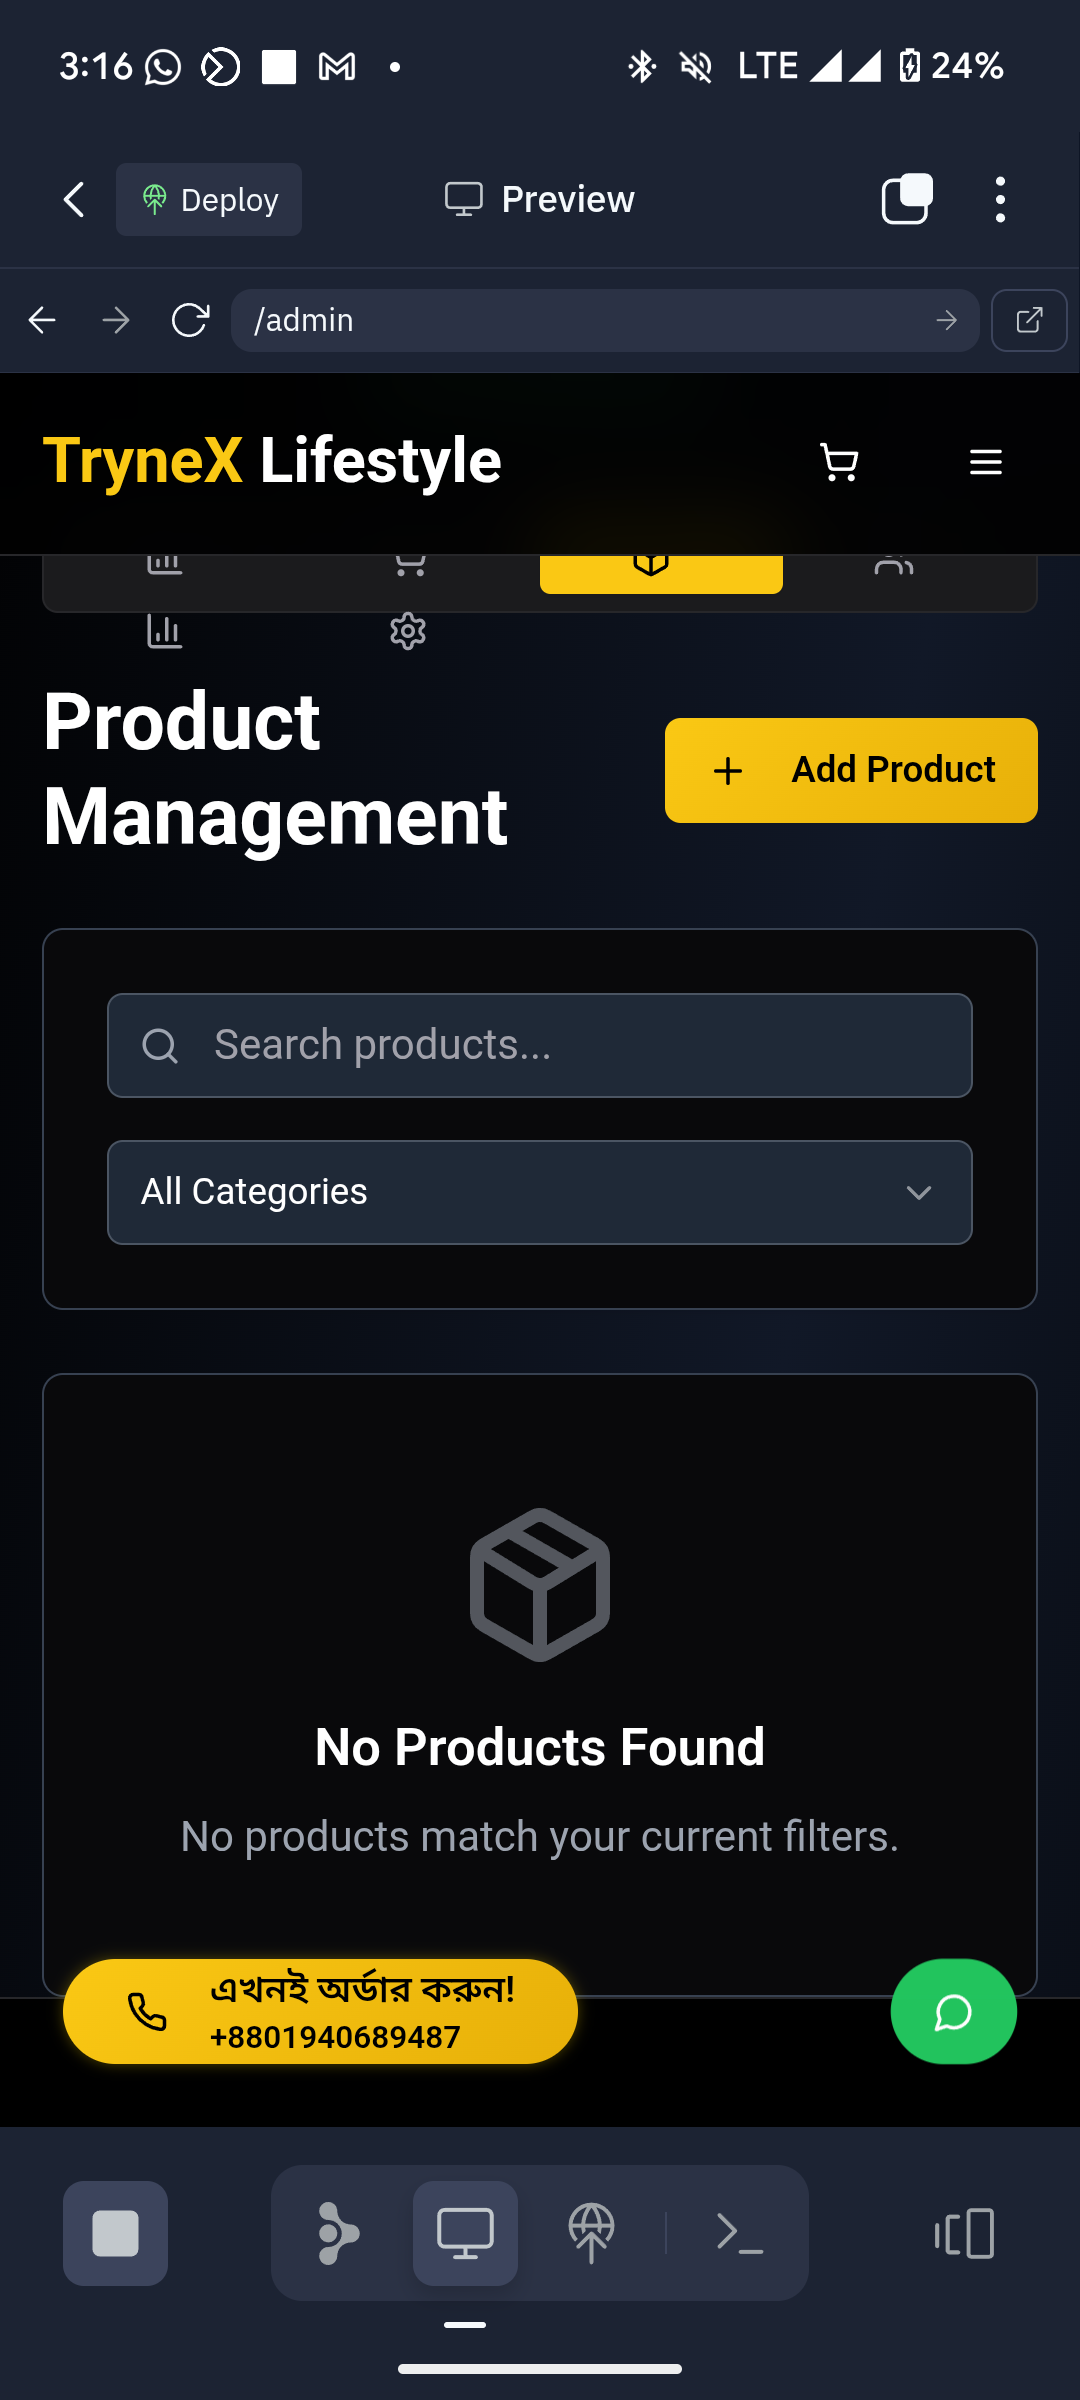 3:16
LTE
24%
Deploy
Preview
/admin
TryneX Lifestyle
Product
Management
Add Product
Search products...
All Categories
No Products Found
No products match your current filters.
এখনই অর্ডার করুন!
+8801940689487